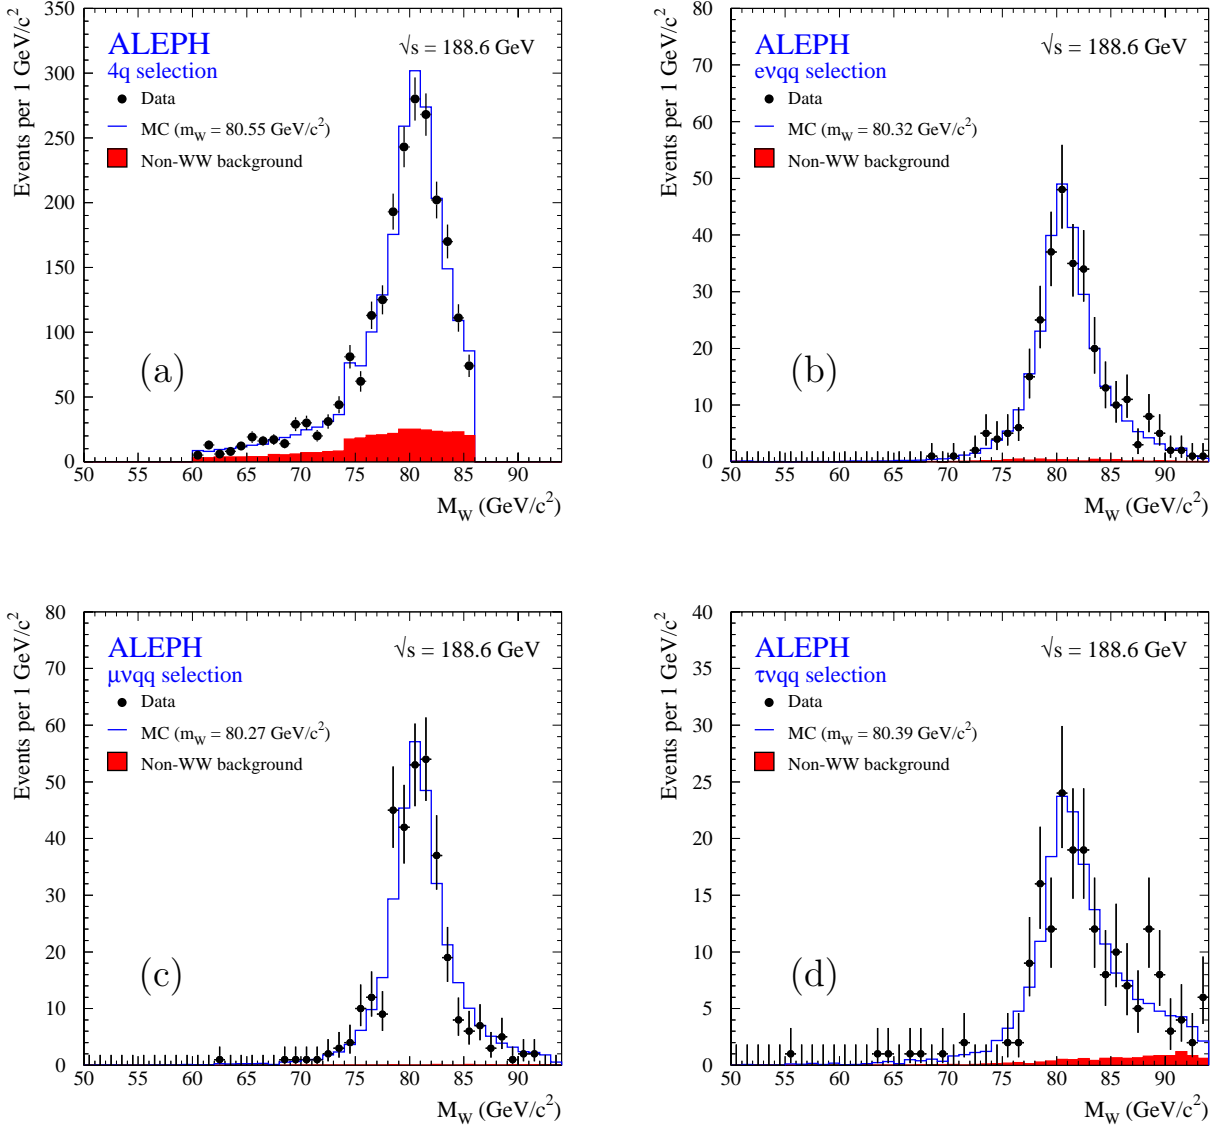 Events per 1 GeV/c²
350
300
250
200
150
100
50
0
ALEPH
√s = 188.6 GeV
4q selection
Data
MC (m_W = 80.55 GeV/c²)
Non-WW background
(a)
50 55 60 65 70 75 80 85 90
M_W (GeV/c²)
Events per 1 GeV/c²
80
70
60
50
40
30
20
10
0
ALEPH
√s = 188.6 GeV
eνqq selection
Data
MC (m_W = 80.32 GeV/c²)
Non-WW background
(b)
50 55 60 65 70 75 80 85 90
M_W (GeV/c²)
Events per 1 GeV/c²
80
70
60
50
40
30
20
10
0
ALEPH
√s = 188.6 GeV
μνqq selection
Data
MC (m_W = 80.27 GeV/c²)
Non-WW background
(c)
50 55 60 65 70 75 80 85 90
M_W (GeV/c²)
Events per 1 GeV/c²
40
35
30
25
20
15
10
5
0
ALEPH
√s = 188.6 GeV
τνqq selection
Data
MC (m_W = 80.39 GeV/c²)
Non-WW background
(d)
50 55 60 65 70 75 80 85 90
M_W (GeV/c²)